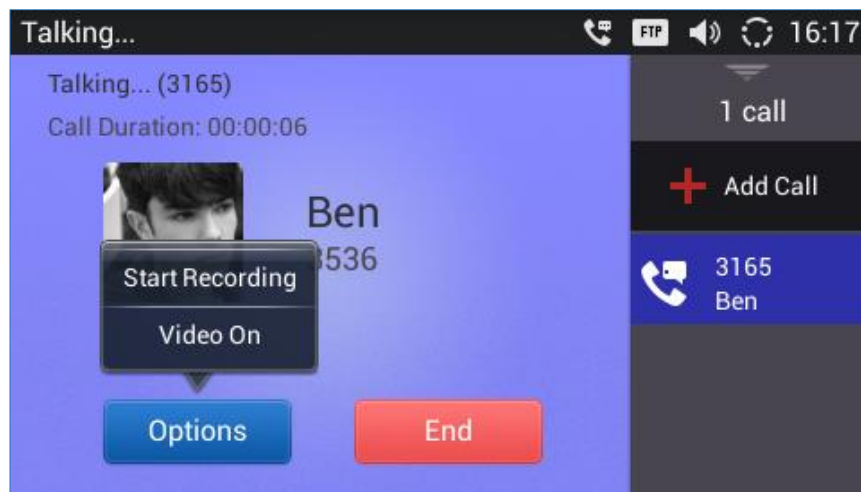 Talking...
FTP
16:17
Talking... (3165)
Call Duration: 00:00:06
Ben
3536
Start Recording
Video On
Options
End
1 call
Add Call
3165
Ben